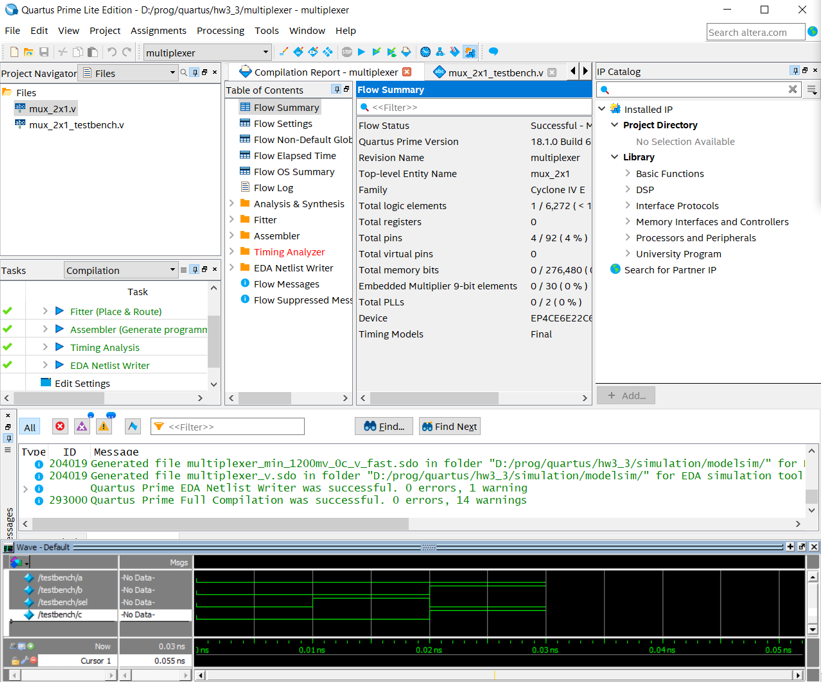 Quartus Prime Lite Edition - D:/prog/quartus/hw3_3/multiplexer - multiplexer
File Edit View Project Assignments Processing Tools Window Help
Search altera.com
multiplexer
Project Navigator Files
Files
mux_2x1.v
mux_2x1_testbench.v
Tasks Compilation
Task
Fitter (Place & Route)
Assembler (Generate programm
Timing Analysis
EDA Netlist Writer
Edit Settings
Compilation Report - multiplexer
mux_2x1_testbench.v
Table of Contents
Flow Summary
Flow Settings
Flow Non-Default Glob
Flow Elapsed Time
Flow OS Summary
Flow Log
Analysis & Synthesis
Fitter
Assembler
Timing Analyzer
EDA Netlist Writer
Flow Messages
Flow Suppressed Mess
Flow Summary
<<Filter>>
Flow Status Successful - M
Quartus Prime Version 18.1.0 Build 6
Revision Name multiplexer
Top-level Entity Name mux_2x1
Family Cyclone IV E
Total logic elements 1 / 6,272 ( < 1
Total registers 0
Total pins 4 / 92 ( 4 % )
Total virtual pins 0
Total memory bits 0 / 276,480 ( 0
Embedded Multiplier 9-bit elements 0 / 30 ( 0 % )
Total PLLs 0 / 2 ( 0 % )
Device EP4CE6E22C6
Timing Models Final
IP Catalog
Installed IP
Project Directory
No Selection Available
Library
Basic Functions
DSP
Interface Protocols
Memory Interfaces and Controllers
Processors and Peripherals
University Program
Search for Partner IP
+ Add...
All <<Filter>> Find... Find Next
Type ID Message
204019 Generated file multiplexer_min_1200mv_0c_v_fast.sdo in folder "D:/prog/quartus/hw3_3/simulation/modelsim/" for E
204019 Generated file multiplexer_v.sdo in folder "D:/prog/quartus/hw3_3/simulation/modelsim/" for EDA simulation tool
Quartus Prime EDA Netlist Writer was successful. 0 errors, 1 warning
293000 Quartus Prime Full Compilation was successful. 0 errors, 14 warnings
Wave - Default
Msgs
/testbench/a -No Data-
/testbench/b -No Data-
/testbench/sel -No Data-
/testbench/c -No Data-
Now 0.03 ns
Cursor 1 0.055 ns
ns 0.01ns 0.02 ns 0.03 ns 0.04 ns 0.05 ns